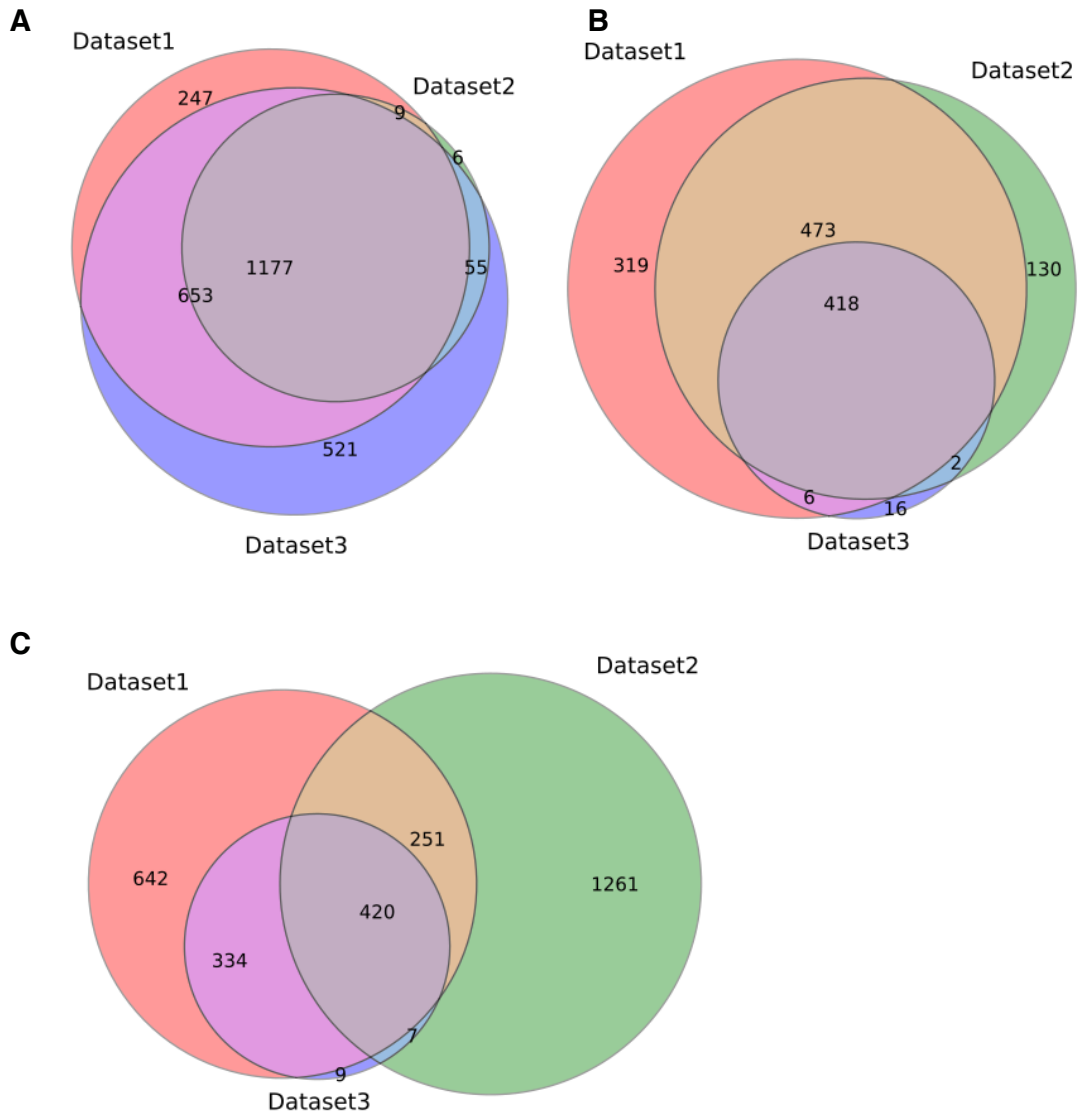 A
Dataset1
Dataset2
247
9
6
1177
55
653
521
Dataset3
B
Dataset1
Dataset2
473
319
130
418
2
6
16
Dataset3
C
Dataset1
Dataset2
251
642
1261
420
334
7
9
Dataset3